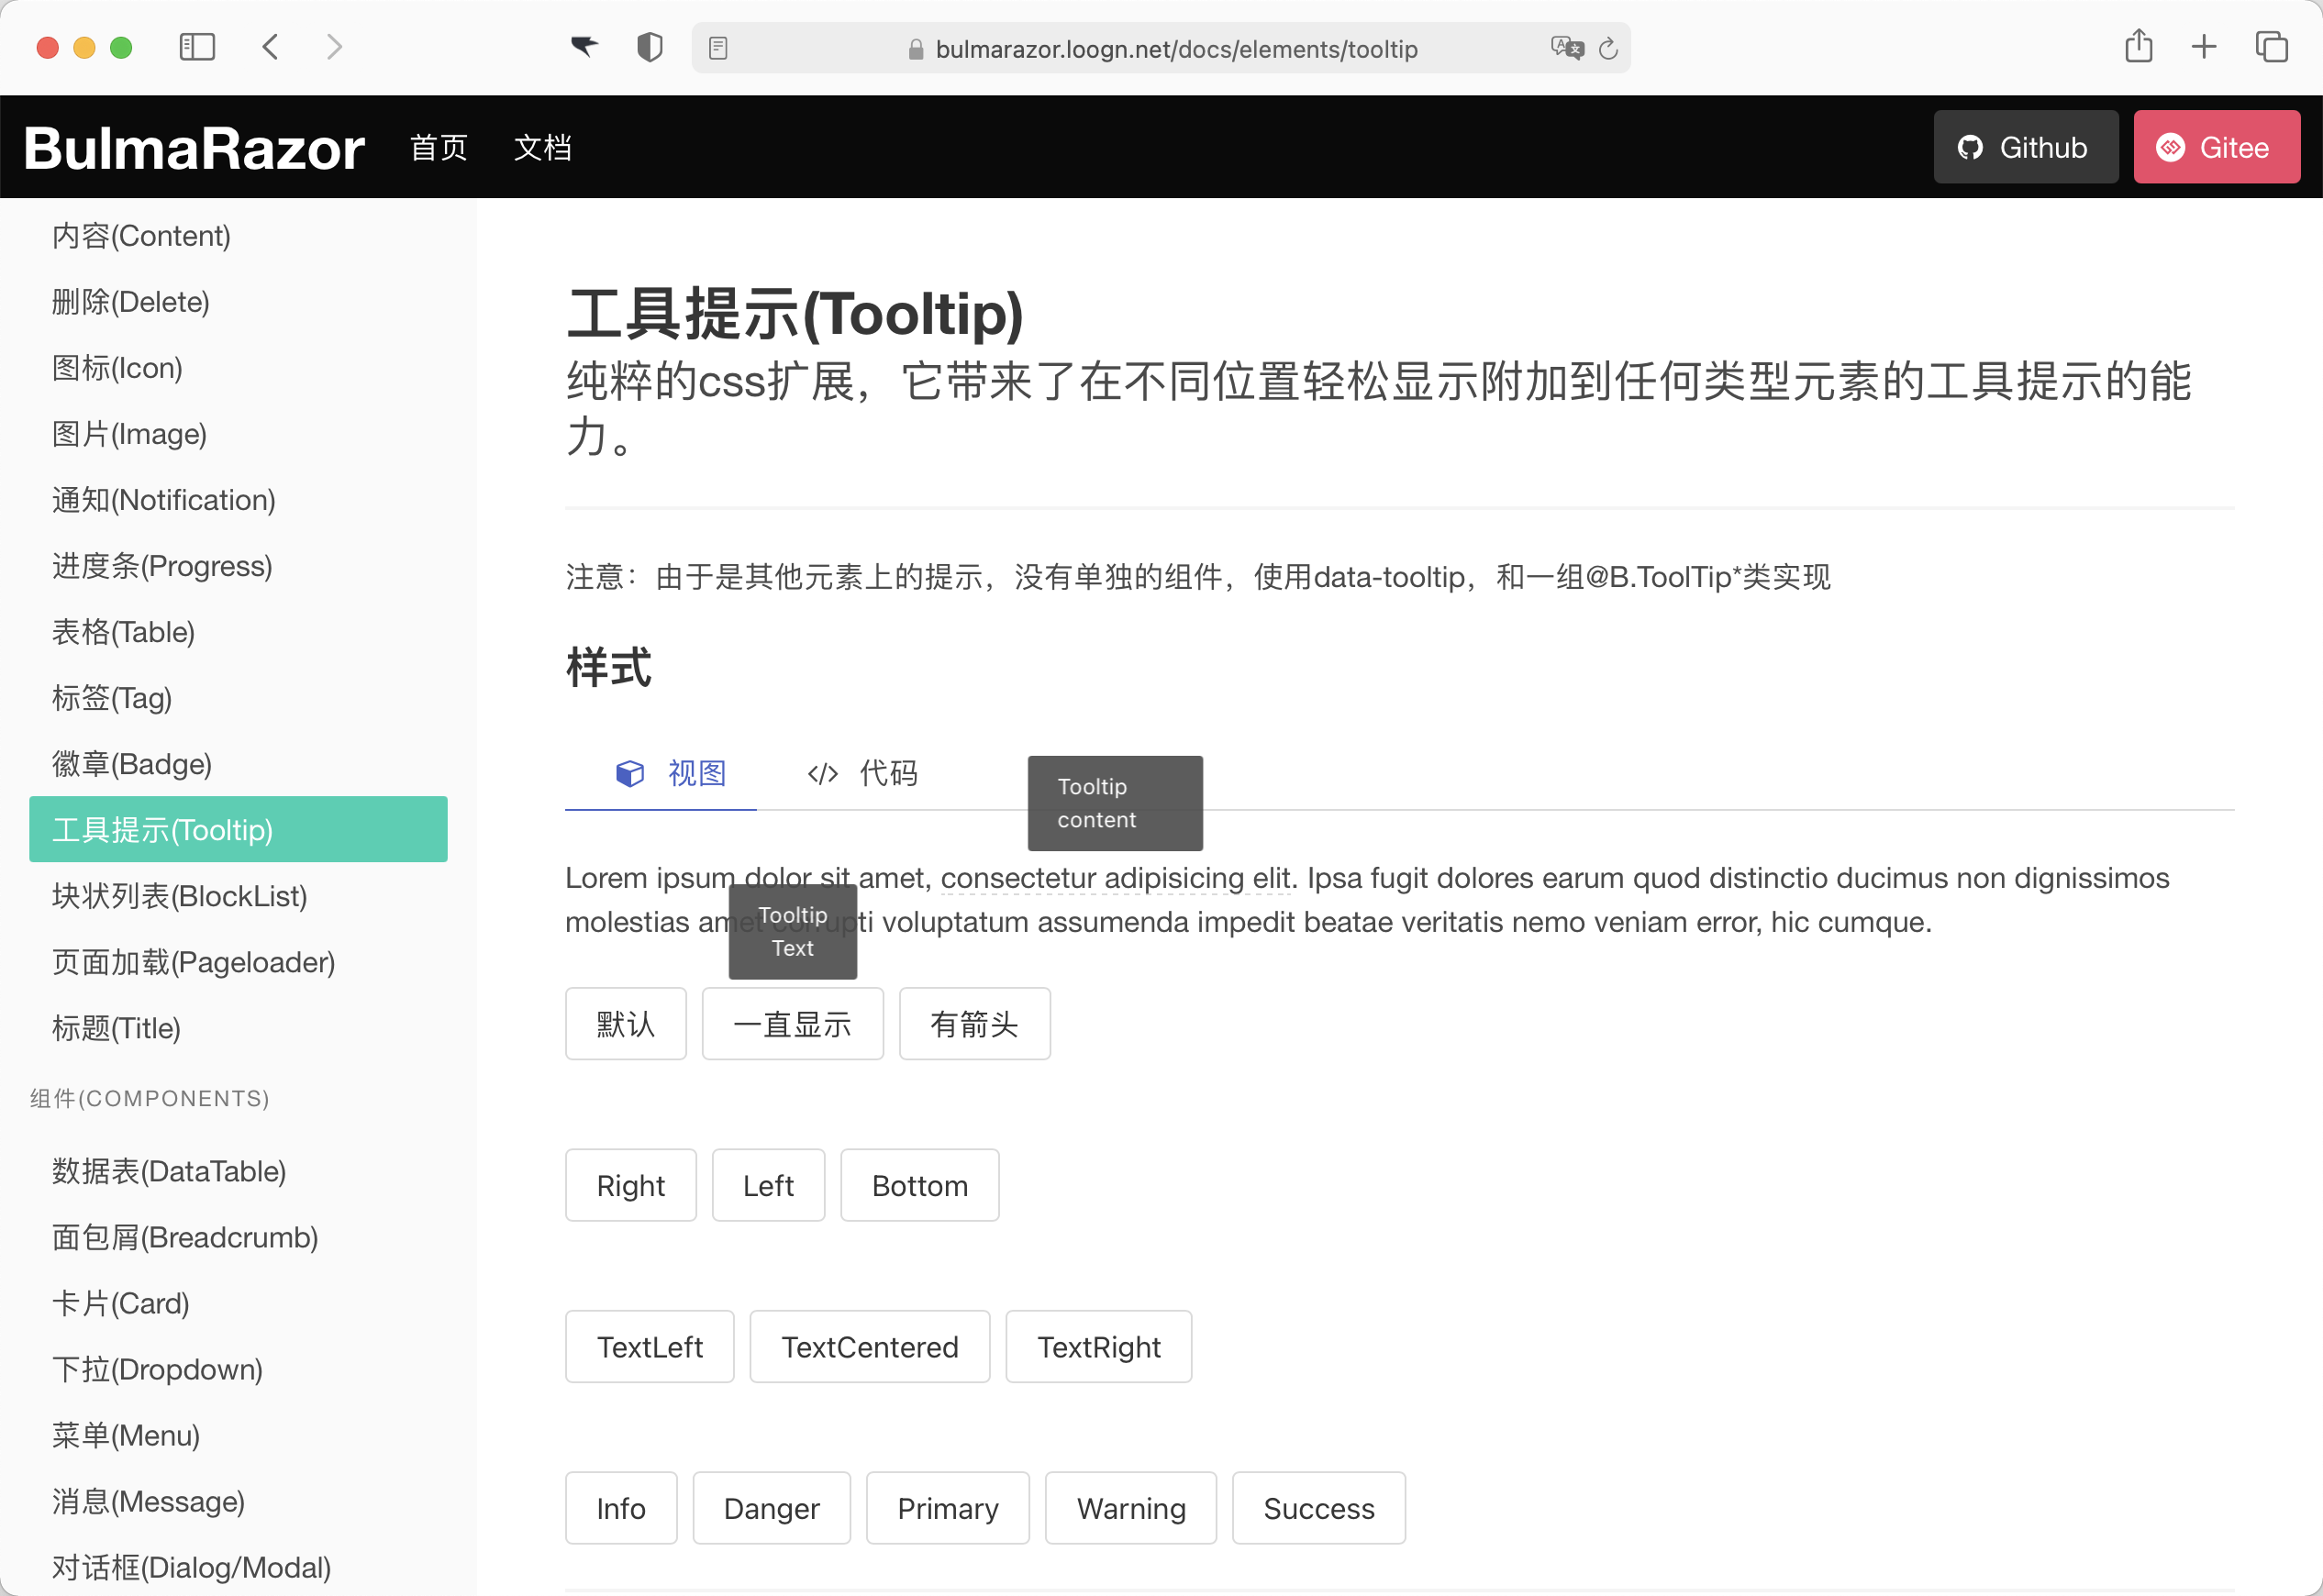 bulmarazor.loogn.net/docs/elements/tooltip
BulmaRazor
首页
文档
Github
Gitee
内容(Content)
删除(Delete)
图标(Icon)
图片(Image)
通知(Notification)
进度条(Progress)
表格(Table)
标签(Tag)
徽章(Badge)
工具提示(Tooltip)
块状列表(BlockList)
页面加载(Pageloader)
标题(Title)
组件(COMPONENTS)
数据表(DataTable)
面包屑(Breadcrumb)
卡片(Card)
下拉(Dropdown)
菜单(Menu)
消息(Message)
对话框(Dialog/Modal)
工具提示(Tooltip)
纯粹的css扩展，它带来了在不同位置轻松显示附加到任何类型元素的工具提示的能
力。
注意：由于是其他元素上的提示，没有单独的组件，使用data-tooltip，和一组@B.ToolTip*类实现
样式
视图
</> 代码
Tooltip
content
Lorem ipsum dolor sit amet, consectetur adipisicing elit. Ipsa fugit dolores earum quod distinctio ducimus non dignissimos
molestias amet corrupti voluptatum assumenda impedit beatae veritatis nemo veniam error, hic cumque.
Tooltip
Text
默认
一直显示
有箭头
Right
Left
Bottom
TextLeft
TextCentered
TextRight
Info
Danger
Primary
Warning
Success